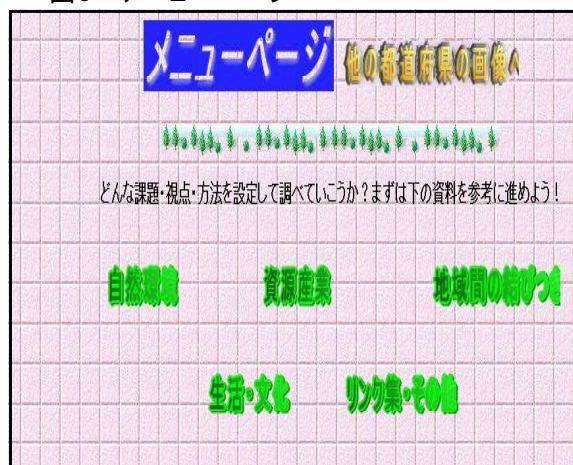 メニューページ 他の都道府県の画像へ
どんな課題・視点・方法を設定して調べていこうか?まずは下の資料を参考に進めよう!
自然環境 資源産業 地域間の結びつき
生活・文化 リンク集・その他